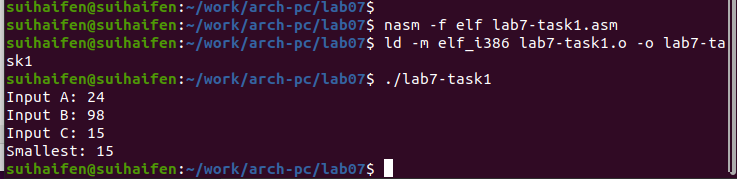 suihaifen@suihaifen:~/work/arch-pc/lab07$
suihaifen@suihaifen:~/work/arch-pc/lab07$ nasm -f elf lab7-task1.asm
suihaifen@suihaifen:~/work/arch-pc/lab07$ ld -m elf_i386 lab7-task1.o -o lab7-ta
sk1
suihaifen@suihaifen:~/work/arch-pc/lab07$ ./lab7-task1
Input A: 24
Input B: 98
Input C: 15
Smallest: 15
suihaifen@suihaifen:~/work/arch-pc/lab07$